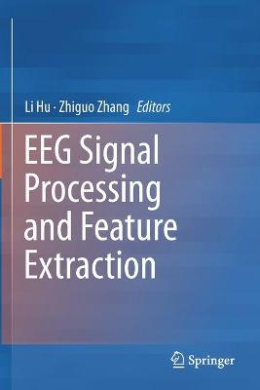 Li Hu · Zhiguo Zhang Editors
EEG Signal
Processing
and Feature
Extraction
Springer